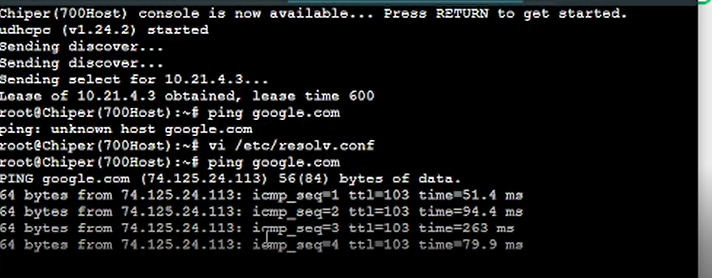 Chiper(700Host) console is now available... Press RETURN to get started.
udhcpc (v1.24.2) started
Sending discover...
Sending discover...
Sending select for 10.21.4.3...
Lease of 10.21.4.3 obtained, lease time 600
root@Chiper(700Host):~# ping google.com
ping: unknown host google.com
root@Chiper(700Host):~# vi /etc/resolv.conf
root@Chiper(700Host):~# ping google.com
PING google.com (74.125.24.113) 56(84) bytes of data.
64 bytes from 74.125.24.113: icmp_seq=1 ttl=103 time=51.4 ms
64 bytes from 74.125.24.113: icmp_seq=2 ttl=103 time=94.4 ms
64 bytes from 74.125.24.113: icmp_seq=3 ttl=103 time=263 ms
64 bytes from 74.125.24.113: icmp_seq=4 ttl=103 time=79.9 ms